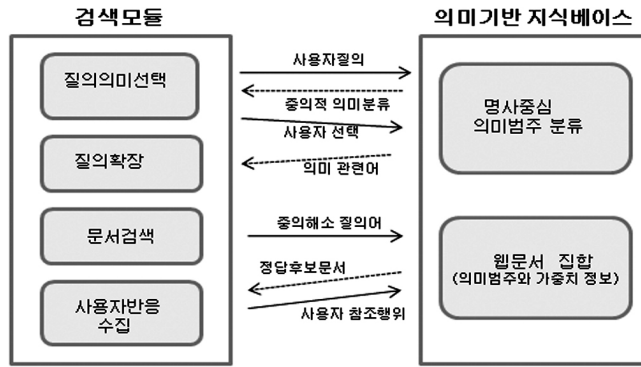 검색모듈
의미기반 지식베이스
질의의미선택
질의확장
문서검색
사용자반응
수집
사용자질의
중의적 의미분류
사용자 선택
의미 관련어
중의해소 질의어
정답후보문서
사용자 참조행위
명사중심
의미범주 분류
웹문서 집합
(의미범주와 가중치 정보)